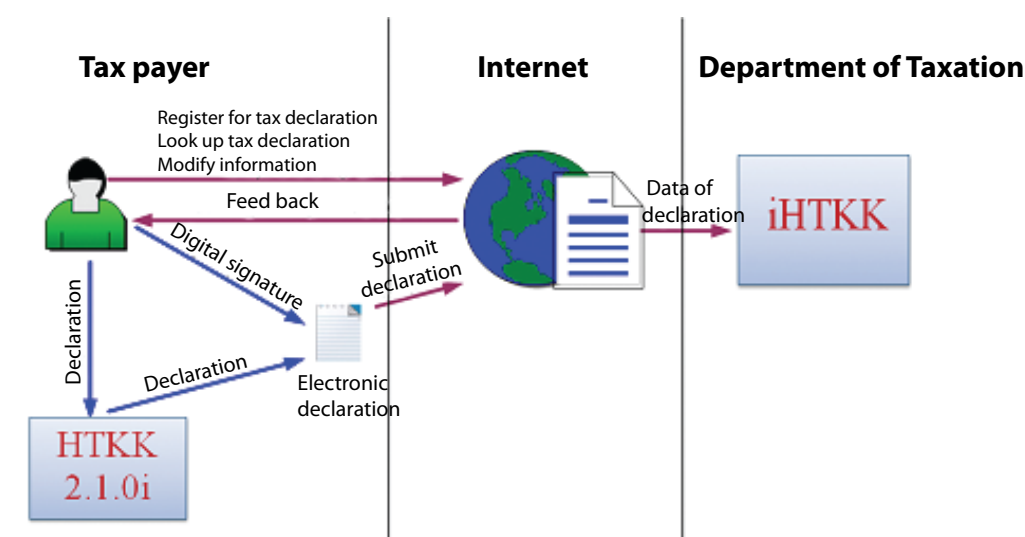 Tax payer
Internet
Department of Taxation
Register for tax declaration
Look up tax declaration
Modify information
Feed back
Data of
declaration
iHTKK
Digital signature
Submit
declaration
Declaration
Declaration
Electronic
declaration
HTKK
2.1.0i